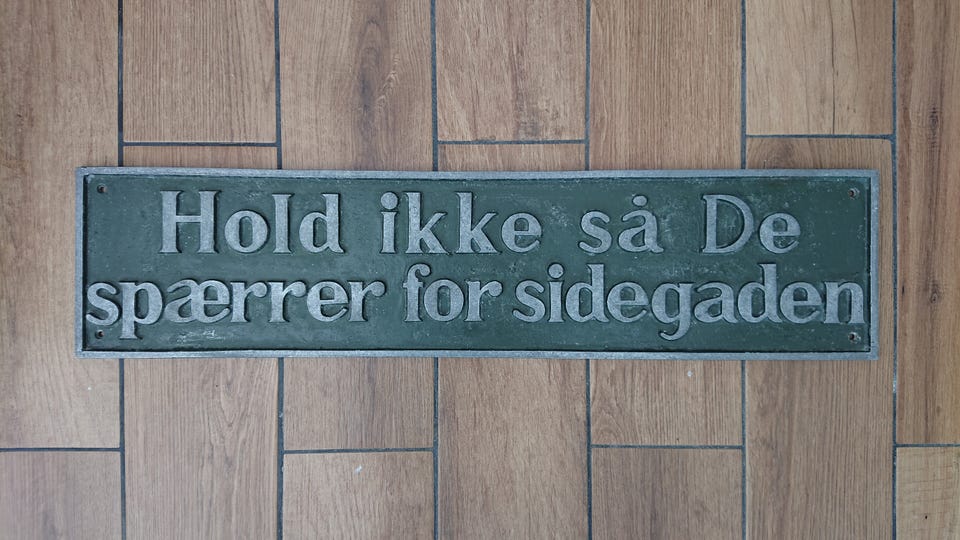 Hold ikke så De
spærrer for sidegaden